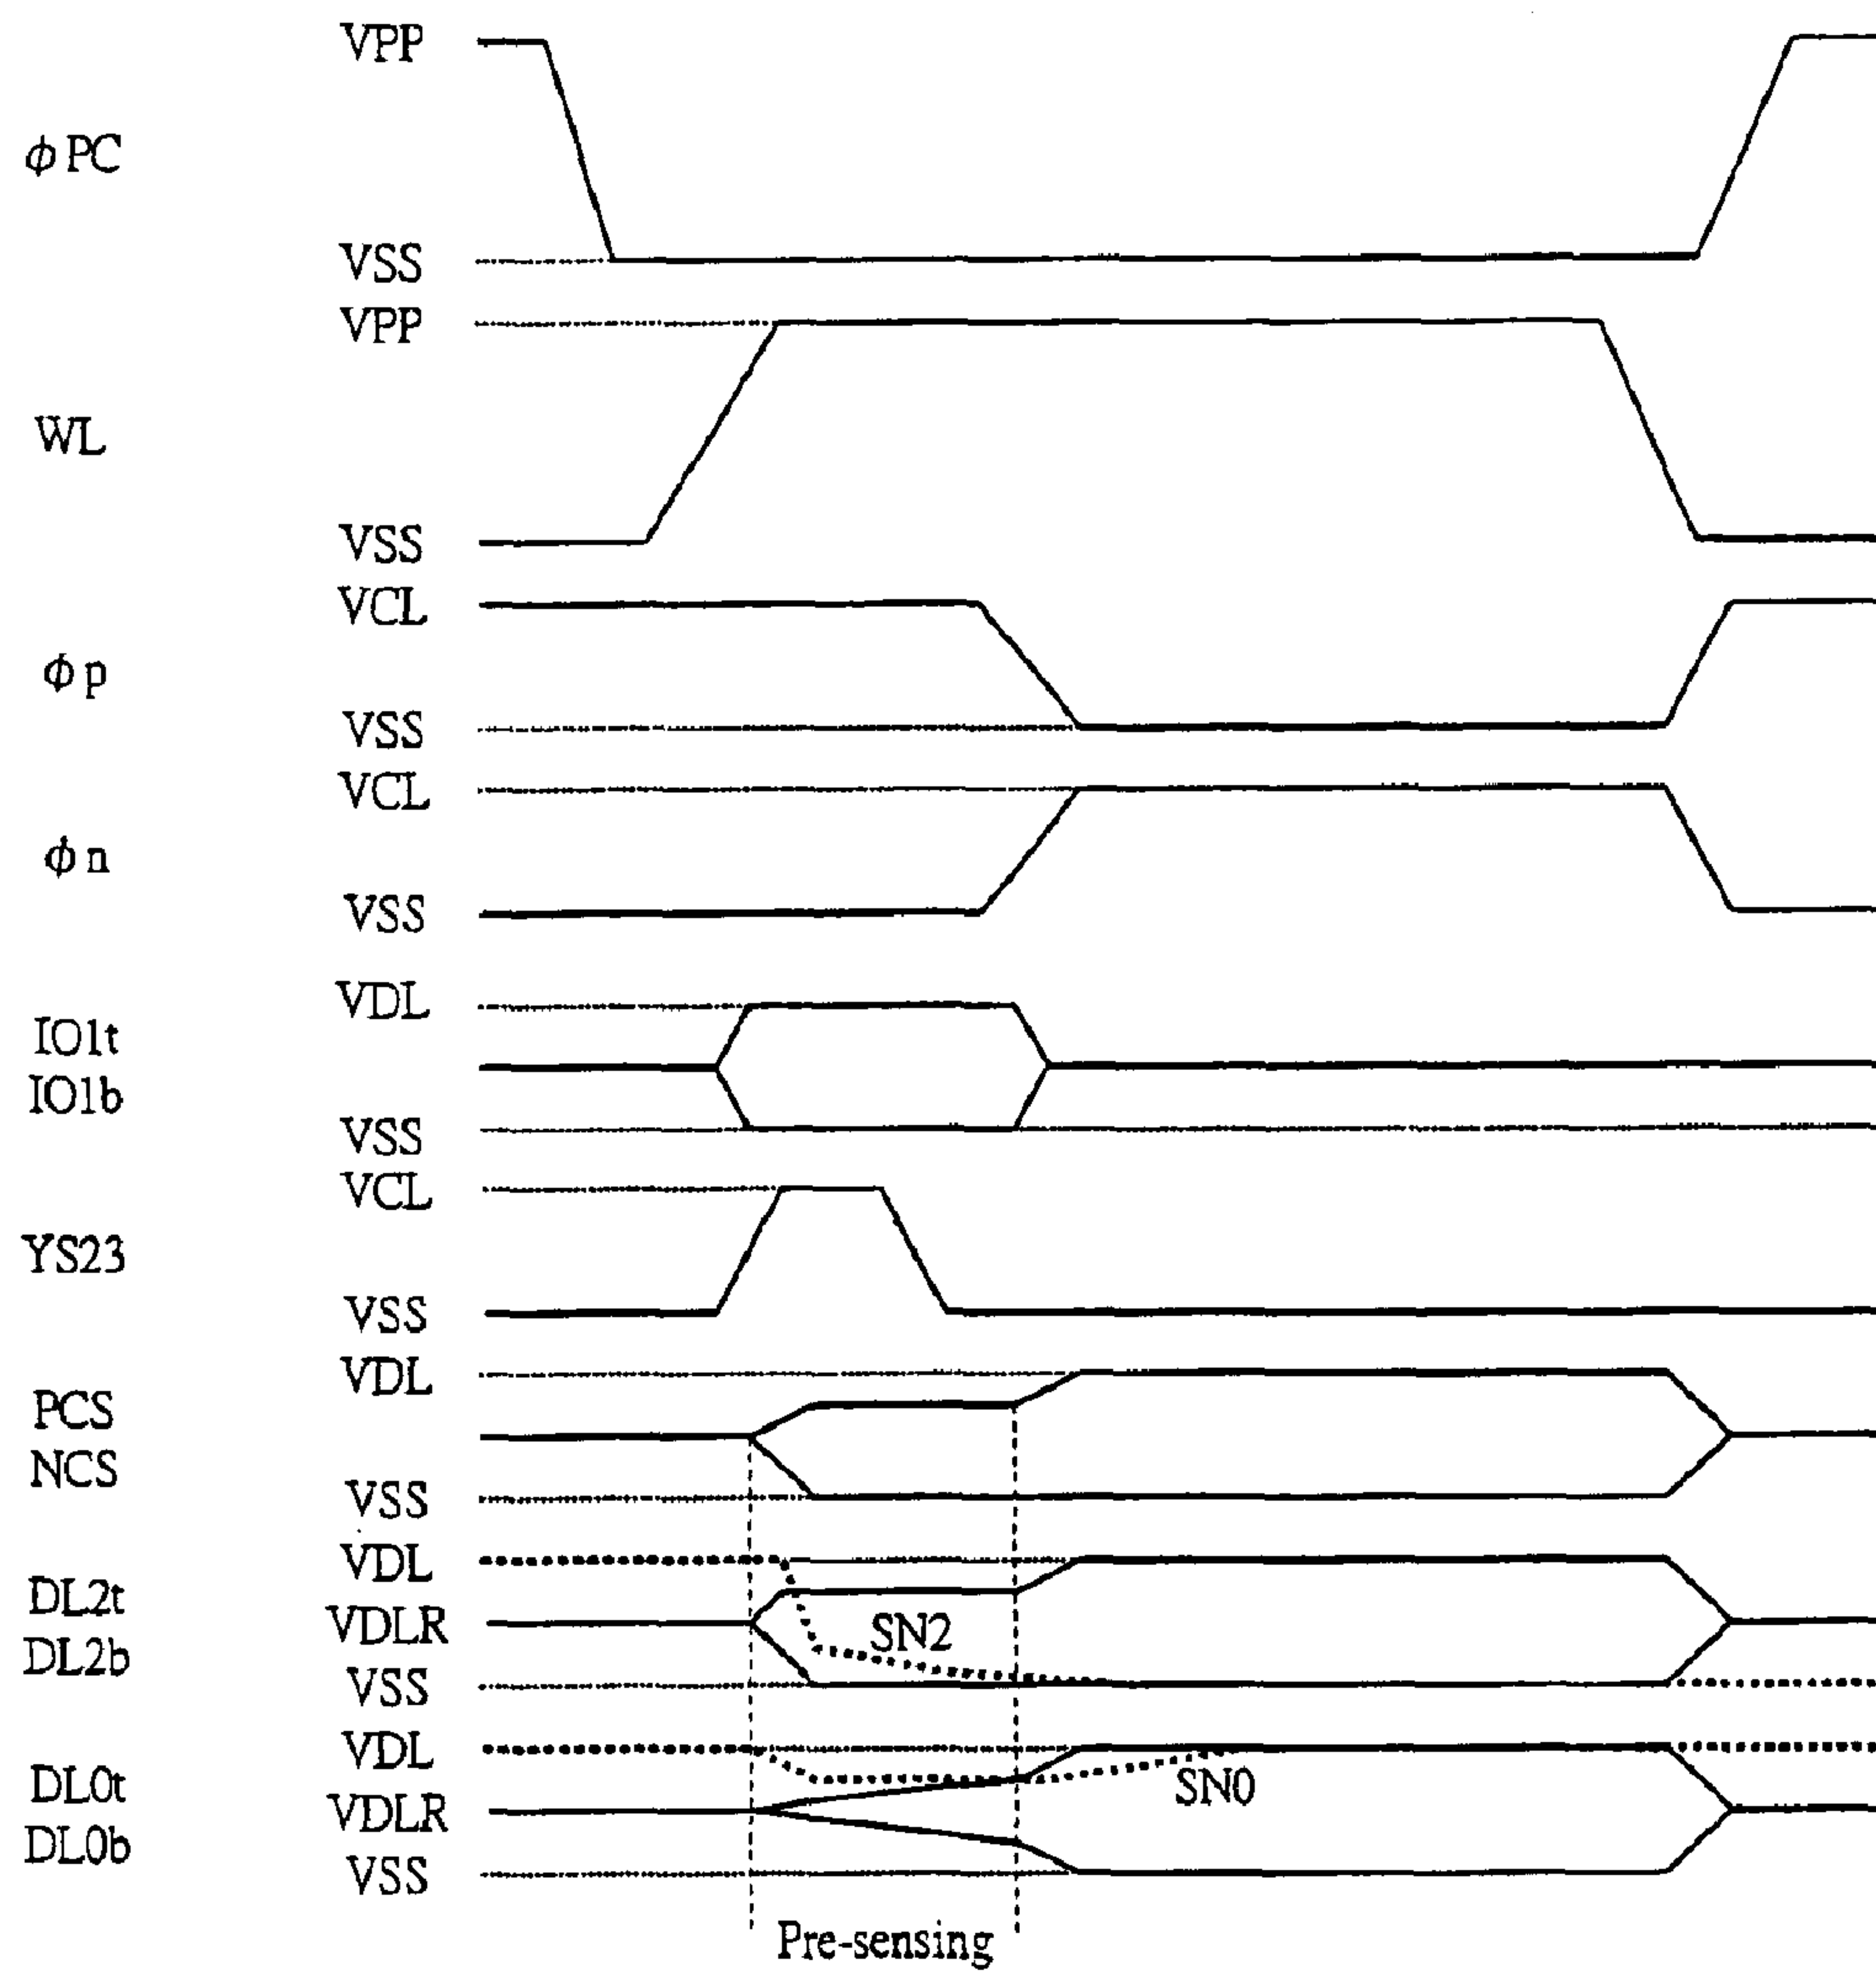 VPP
ϕPC
VSS
VPP
WL
VSS
VCL
ϕp
VSS
VCL
ϕn
VSS
VDL
IO1t
IO1b
VSS
VCL
YS23
VSS
VDL
PCS
NCS
VSS
VDL
DL2t
VDLR
SN2
DL2b
VSS
VDL
DL0t
SN0
VDLR
DL0b
VSS
Pre-sensing